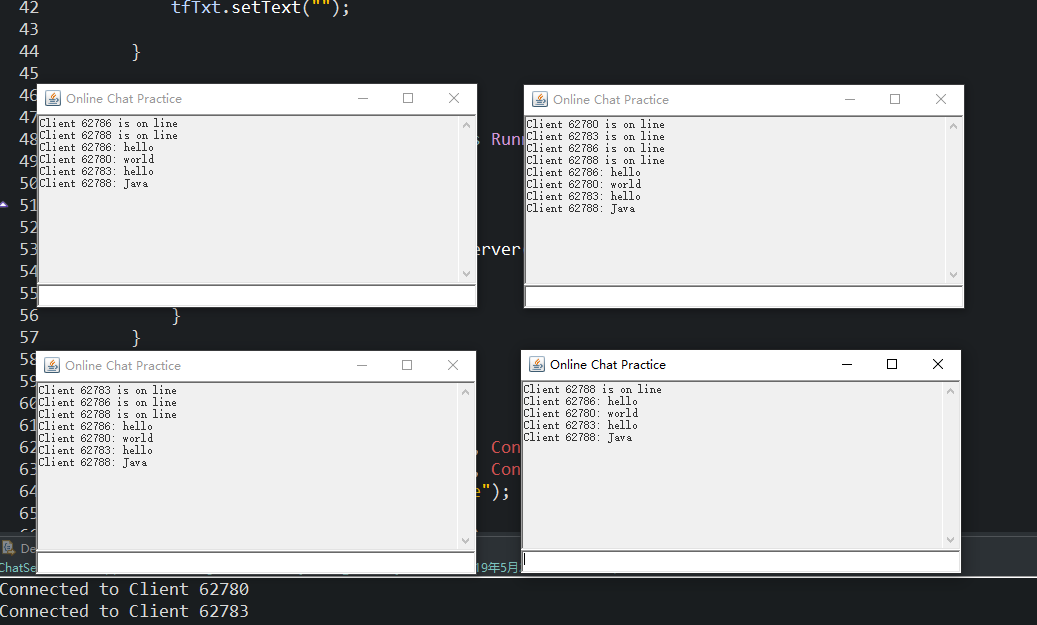 42 tfTxt.setText("");
43
44 }
45
46
Online Chat Practice
Client 62786 is on line
Client 62788 is on line
Client 62786: hello
Client 62780: world
Client 62783: hello
Client 62788: Java
Online Chat Practice
Client 62780 is on line
Client 62783 is on line
Client 62786 is on line
Client 62788 is on line
Client 62786: hello
Client 62780: world
Client 62783: hello
Client 62788: Java
47
48
49
50
51
52
53 erver
54
55
56 }
57 }
58
Online Chat Practice
Client 62783 is on line
Client 62786 is on line
Client 62788 is on line
Client 62786: hello
Client 62780: world
Client 62783: hello
Client 62788: Java
Online Chat Practice
Client 62788 is on line
Client 62786: hello
Client 62780: world
Client 62783: hello
Client 62788: Java
59
60
61
62 , Con
63 , Con
64 e");
65
De
ChatSe 19年5月
Connected to Client 62780
Connected to Client 62783